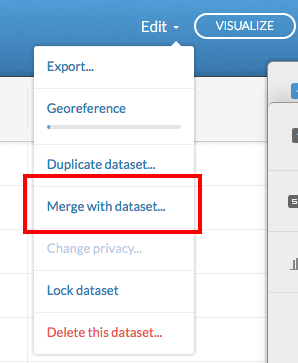 Edit
VISUALIZE
Export...
Georeference
Duplicate dataset...
Merge with dataset...
Change privacy...
Lock dataset
Delete this dataset...